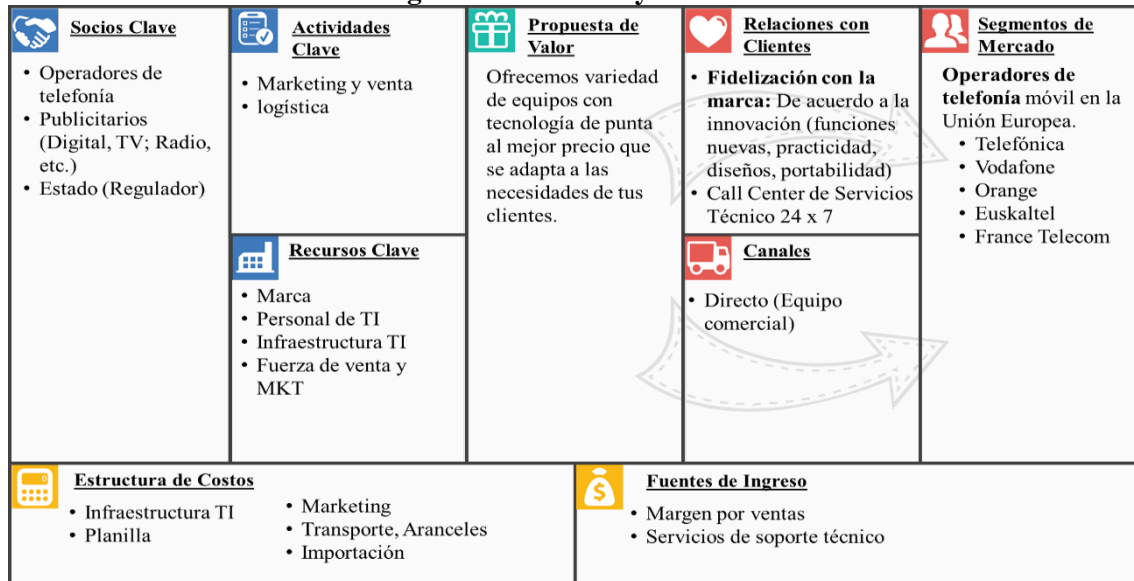 Socios Clave
• Operadores de
telefonía
• Publicitarios
(Digital, TV; Radio,
etc.)
• Estado (Regulador)
Actividades
Clave
• Marketing y venta
• logística
Recursos Clave
• Marca
• Personal de TI
• Infraestructura TI
• Fuerza de venta y
MKT
Propuesta de
Valor
Ofrecemos variedad
de equipos con
tecnología de punta
al mejor precio que
se adapta a las
necesidades de tus
clientes.
Relaciones con
Clientes
• Fidelización con la
marca: De acuerdo a la
innovación (funciones
nuevas, practicidad,
diseños, portabilidad)
• Call Center de Servicios
Técnico 24 x 7
Canales
• Directo (Equipo
comercial)
Segmentos de
Mercado
Operadores de
telefonía móvil en la
Unión Europea.
• Telefónica
• Vodafone
• Orange
• Euskaltel
• France Telecom
Estructura de Costos
• Infraestructura TI
• Planilla
• Marketing
• Transporte, Aranceles
• Importación
Fuentes de Ingreso
• Margen por ventas
• Servicios de soporte técnico